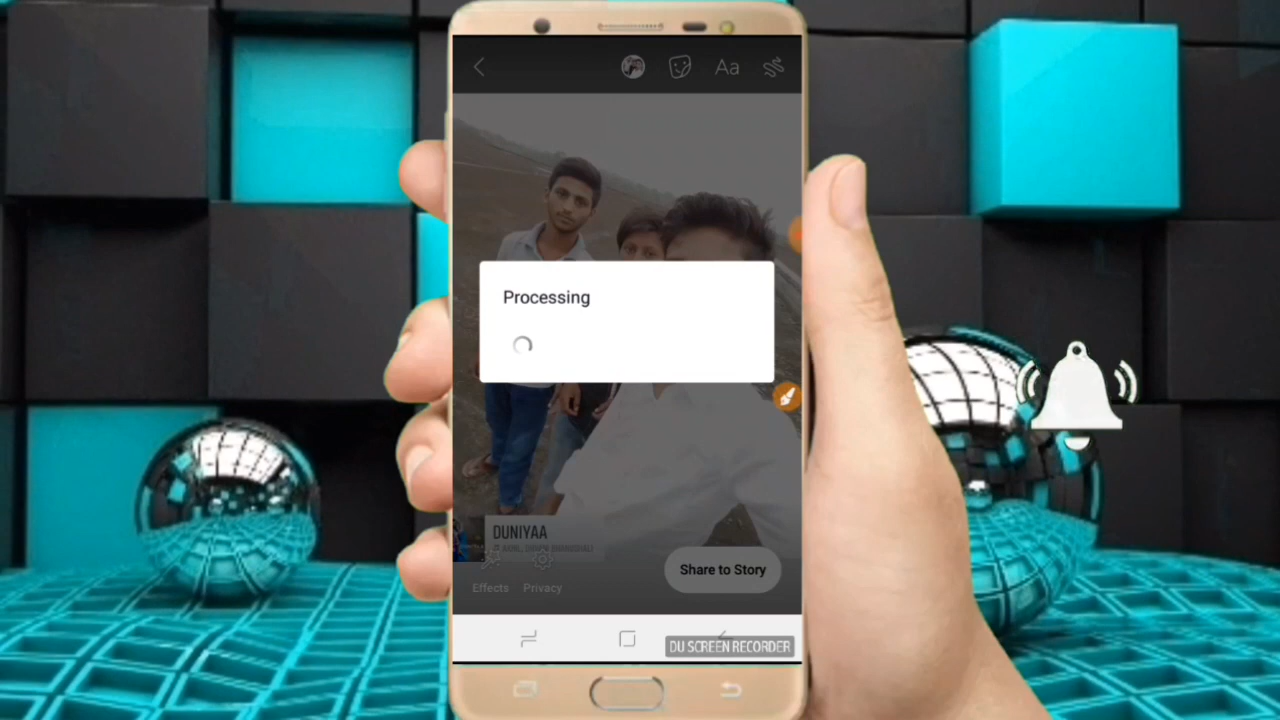 Aa
Processing
DUNIYAA
Effects Privacy
Share to Story
DU SCREEN RECORDER